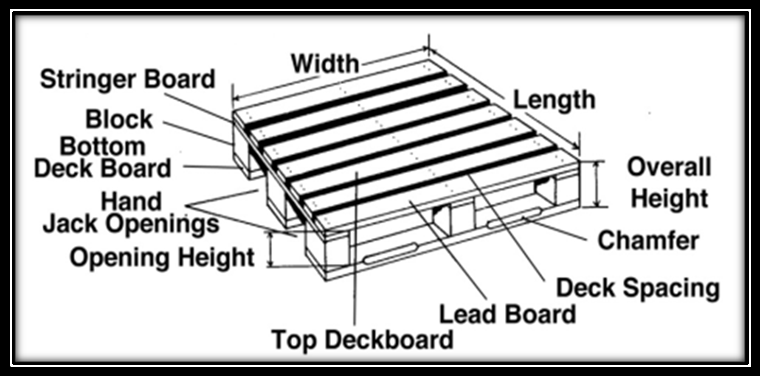 Width
Stringer Board
Length
Block
Bottom
Deck Board
Overall
Height
Hand
Jack Openings
Chamfer
Opening Height
Deck Spacing
Lead Board
Top Deckboard